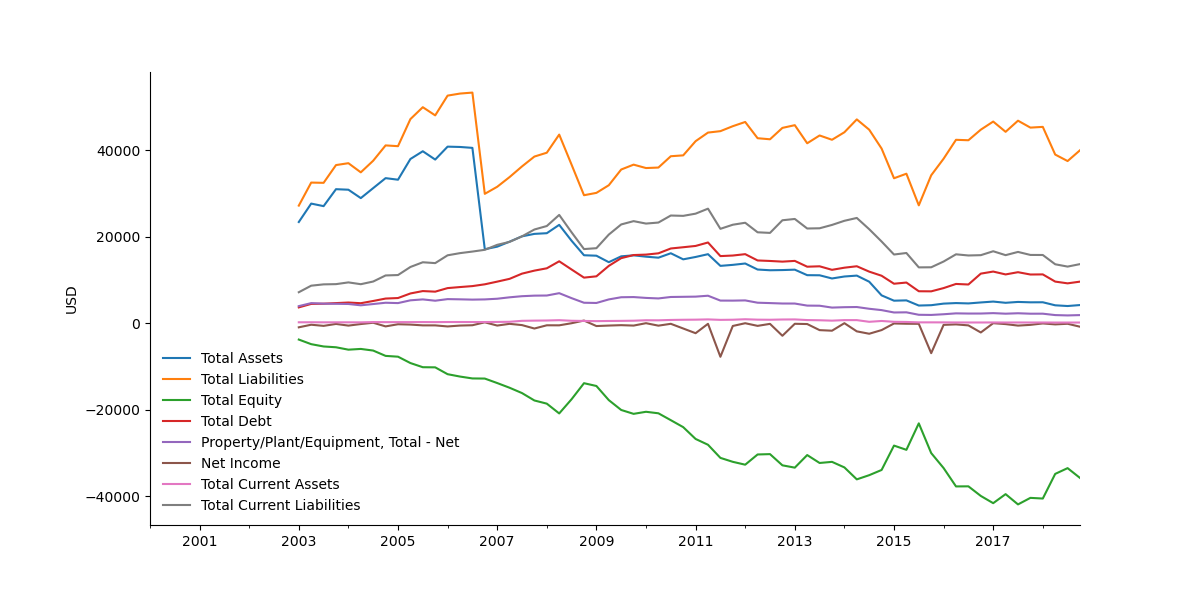 40000
20000
0
−20000
−40000
USD
Total Assets
Total Liabilities
Total Equity
Total Debt
Property/Plant/Equipment, Total - Net
Net Income
Total Current Assets
Total Current Liabilities
2001 2003 2005 2007 2009 2011 2013 2015 2017